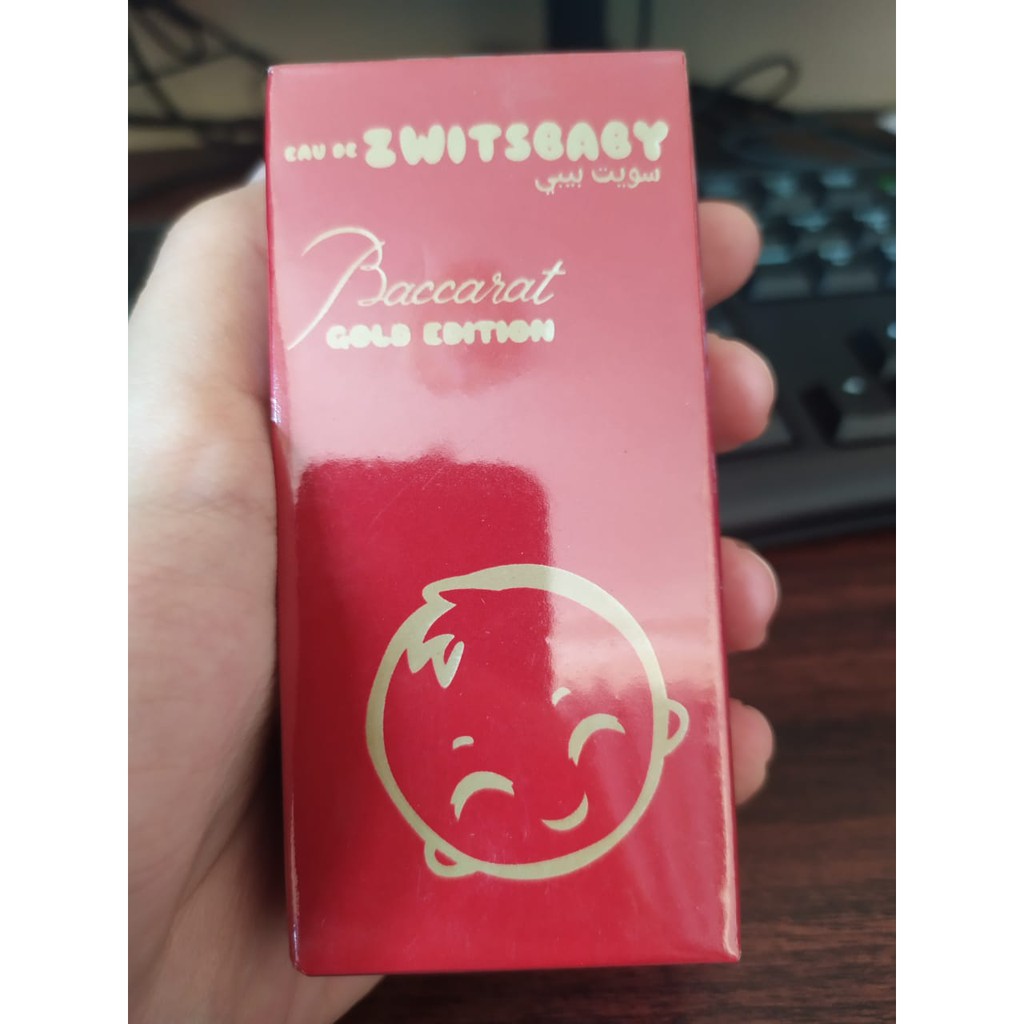 EAU DE ZWITSBABY
سويت بيبي
Baccarat
GOLD EDITION